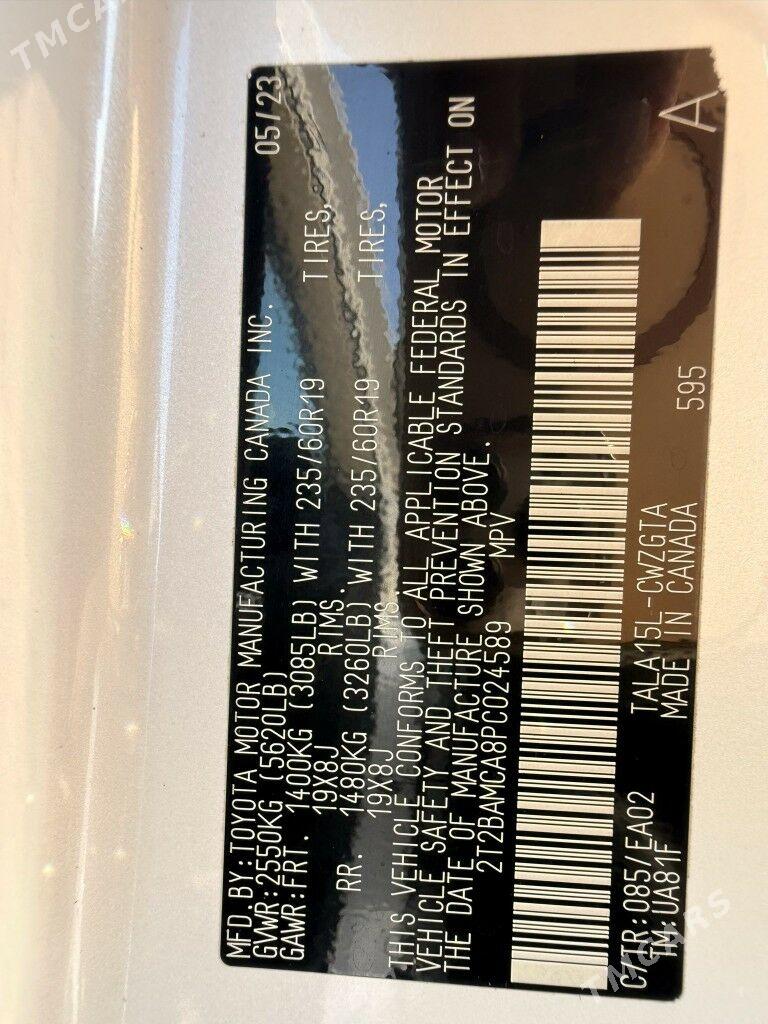 MFD.BY:TOYOTA MOTOR MANUFACTURING CANADA INC. 05/23
GVWR:2550KG (5620LB)
GAWR:FRT. 1400KG (3085LB) WITH 235/60R19 TIRES,
19X8J RIMS.
RR. 1480KG (3260LB) WITH 235/60R19 TIRES,
19X8J RIMS.
THIS VEHICLE CONFORMS TO ALL APPLICABLE FEDERAL MOTOR
VEHICLE SAFETY AND THEFT PREVENTION STANDARDS IN EFFECT ON
THE DATE OF MANUFACTURE SHOWN ABOVE.
2T2BAMCA8PC024589 MPV
C/TR:085/EA02 TALA15L-CWZGTA A
TM:UA81F MADE IN CANADA 595
TMCARS
TMCARS